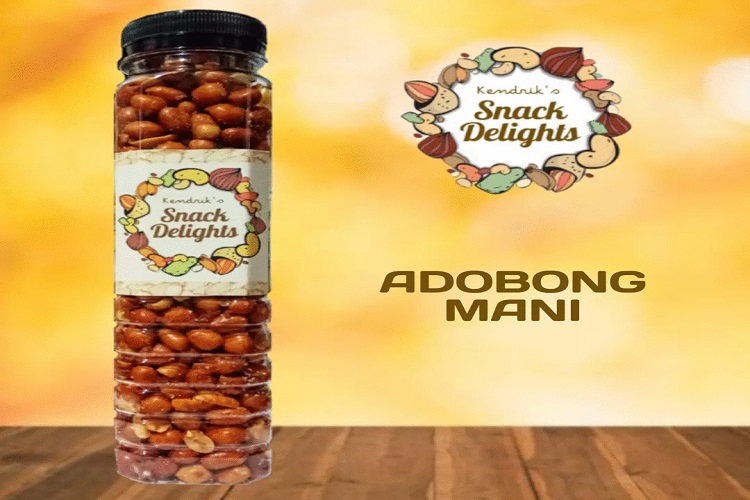 Kendrik's
Snack
Delights
Kendrik's
Snack
Delights
ADOBONG
MANI